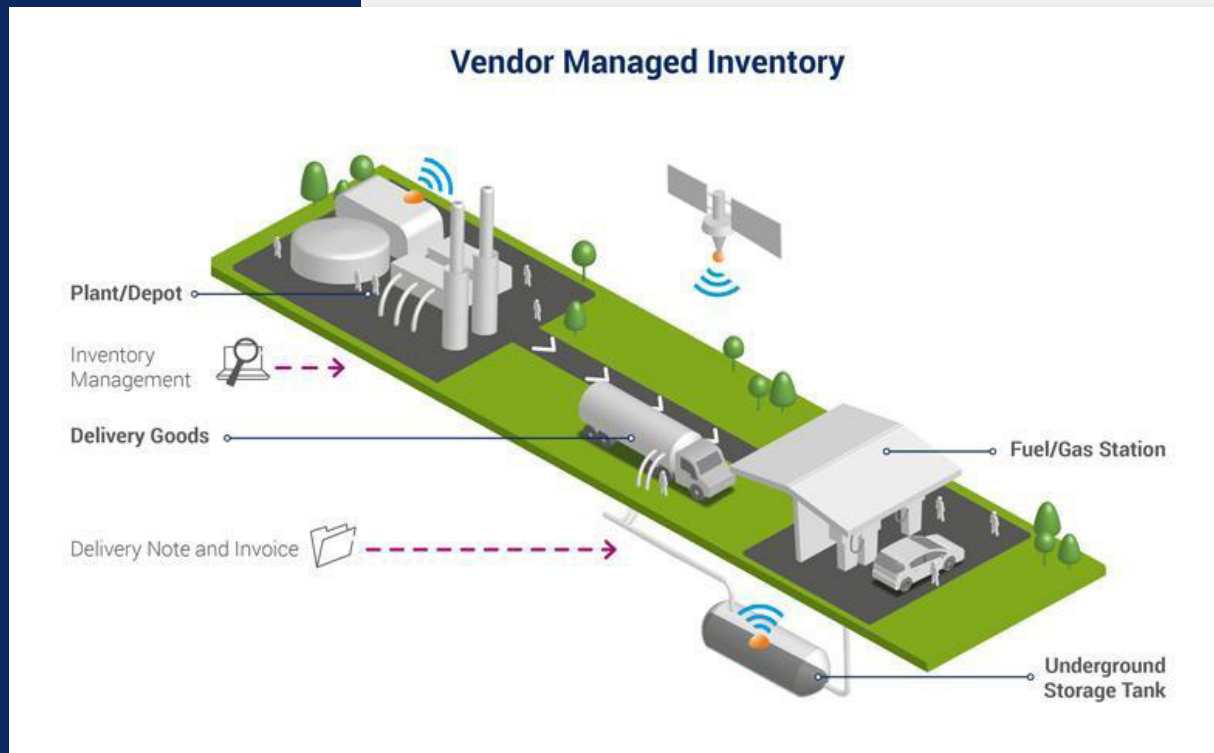 Vendor Managed Inventory
Plant/Depot
Inventory
Management
Delivery Goods
Fuel/Gas Station
Delivery Note and Invoice
Underground
Storage Tank